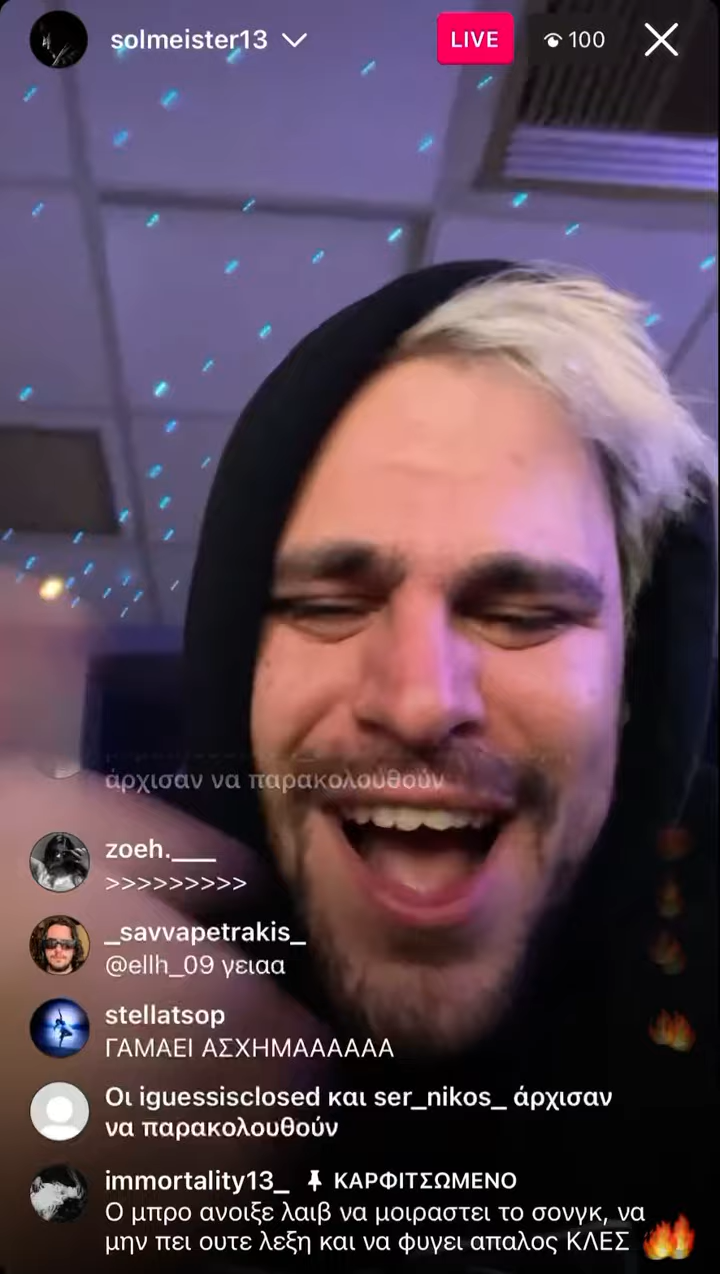 solmeister13
LIVE
100
άρχισαν να παρακολουθούν
zoeh.___
>>>>>>>>>
_savvapetrakis_
@ellh_09 γειαα
stellatsop
ΓΑΜΑΕΙ ΑΣΧΗΜΑΑΑΑΑΑ
Οι iguessisclosed και ser_nikos_ άρχισαν
να παρακολουθούν
immortality13_ ΚΑΡΦΙΤΣΩΜΕΝΟ
Ο μπρο ανοιξε λαιβ να μοιραστει το σονγκ, να
μην πει ουτε λεξη και να φυγει απαλος ΚΛΕΣ